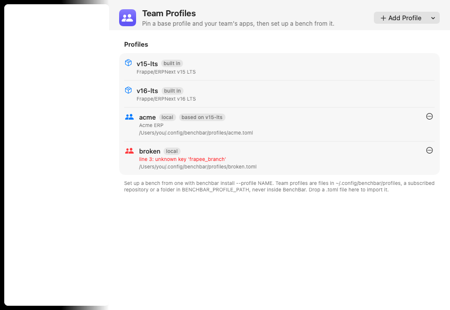 Team Profiles
Pin a base profile and your team's apps, then set up a bench from it.
+ Add Profile
Profiles
v15-lts built in
Frappe/ERPNext v15 LTS
v16-lts built in
Frappe/ERPNext v16 LTS
acme local based on v15-lts
Acme ERP
/Users/you/.config/benchbar/profiles/acme.toml
broken local
line 3: unknown key 'frapee_branch'
/Users/you/.config/benchbar/profiles/broken.toml
Set up a bench from one with benchbar install --profile NAME. Team profiles are files in ~/.config/benchbar/profiles, a subscribed
repository or a folder in BENCHBAR_PROFILE_PATH, never inside BenchBar. Drop a .toml file here to import it.